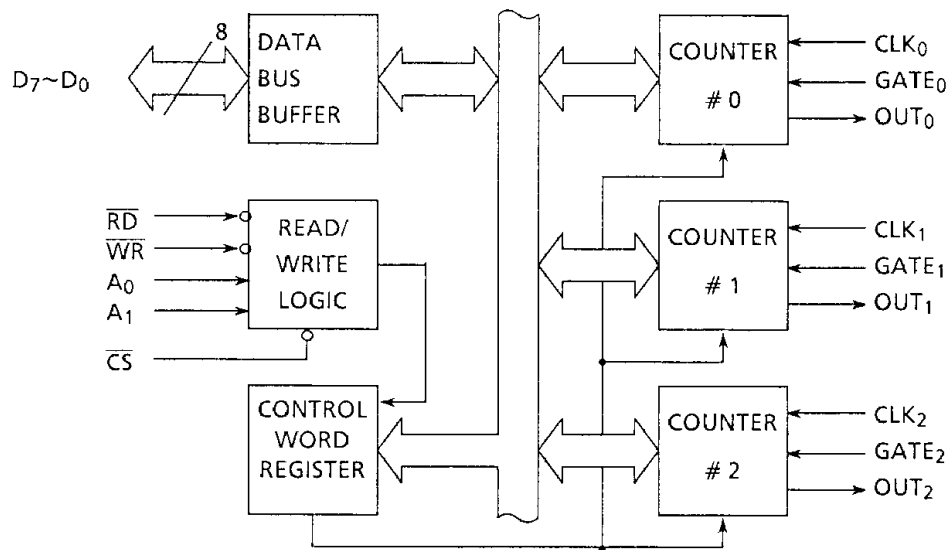 8
D7~D0
DATA
BUS
BUFFER
COUNTER
#0
CLK0
GATE0
OUT0
RD
WR
A0
A1
CS
READ/
WRITE
LOGIC
COUNTER
#1
CLK1
GATE1
OUT1
CONTROL
WORD
REGISTER
COUNTER
#2
CLK2
GATE2
OUT2